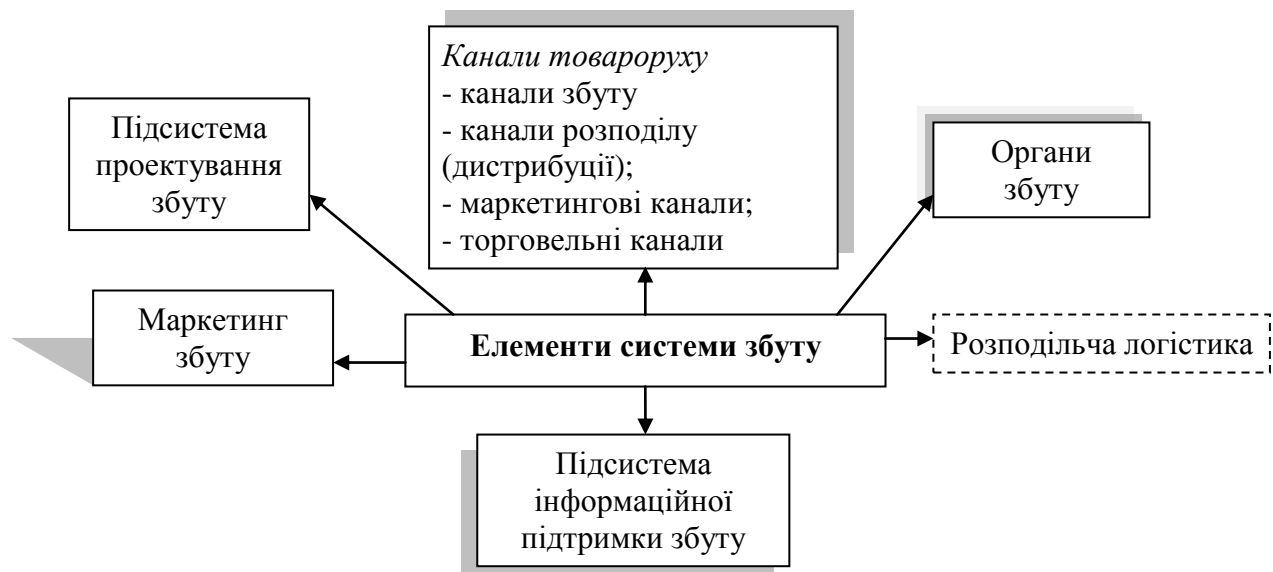 Канали товароруху
- канали збуту
- канали розподілу
(дистрибуції);
- маркетингові канали;
- торговельні канали
Підсистема
проектування
збуту
Органи
збуту
Маркетинг
збуту
Елементи системи збуту
Розподільча логістика
Підсистема
інформаційної
підтримки збуту